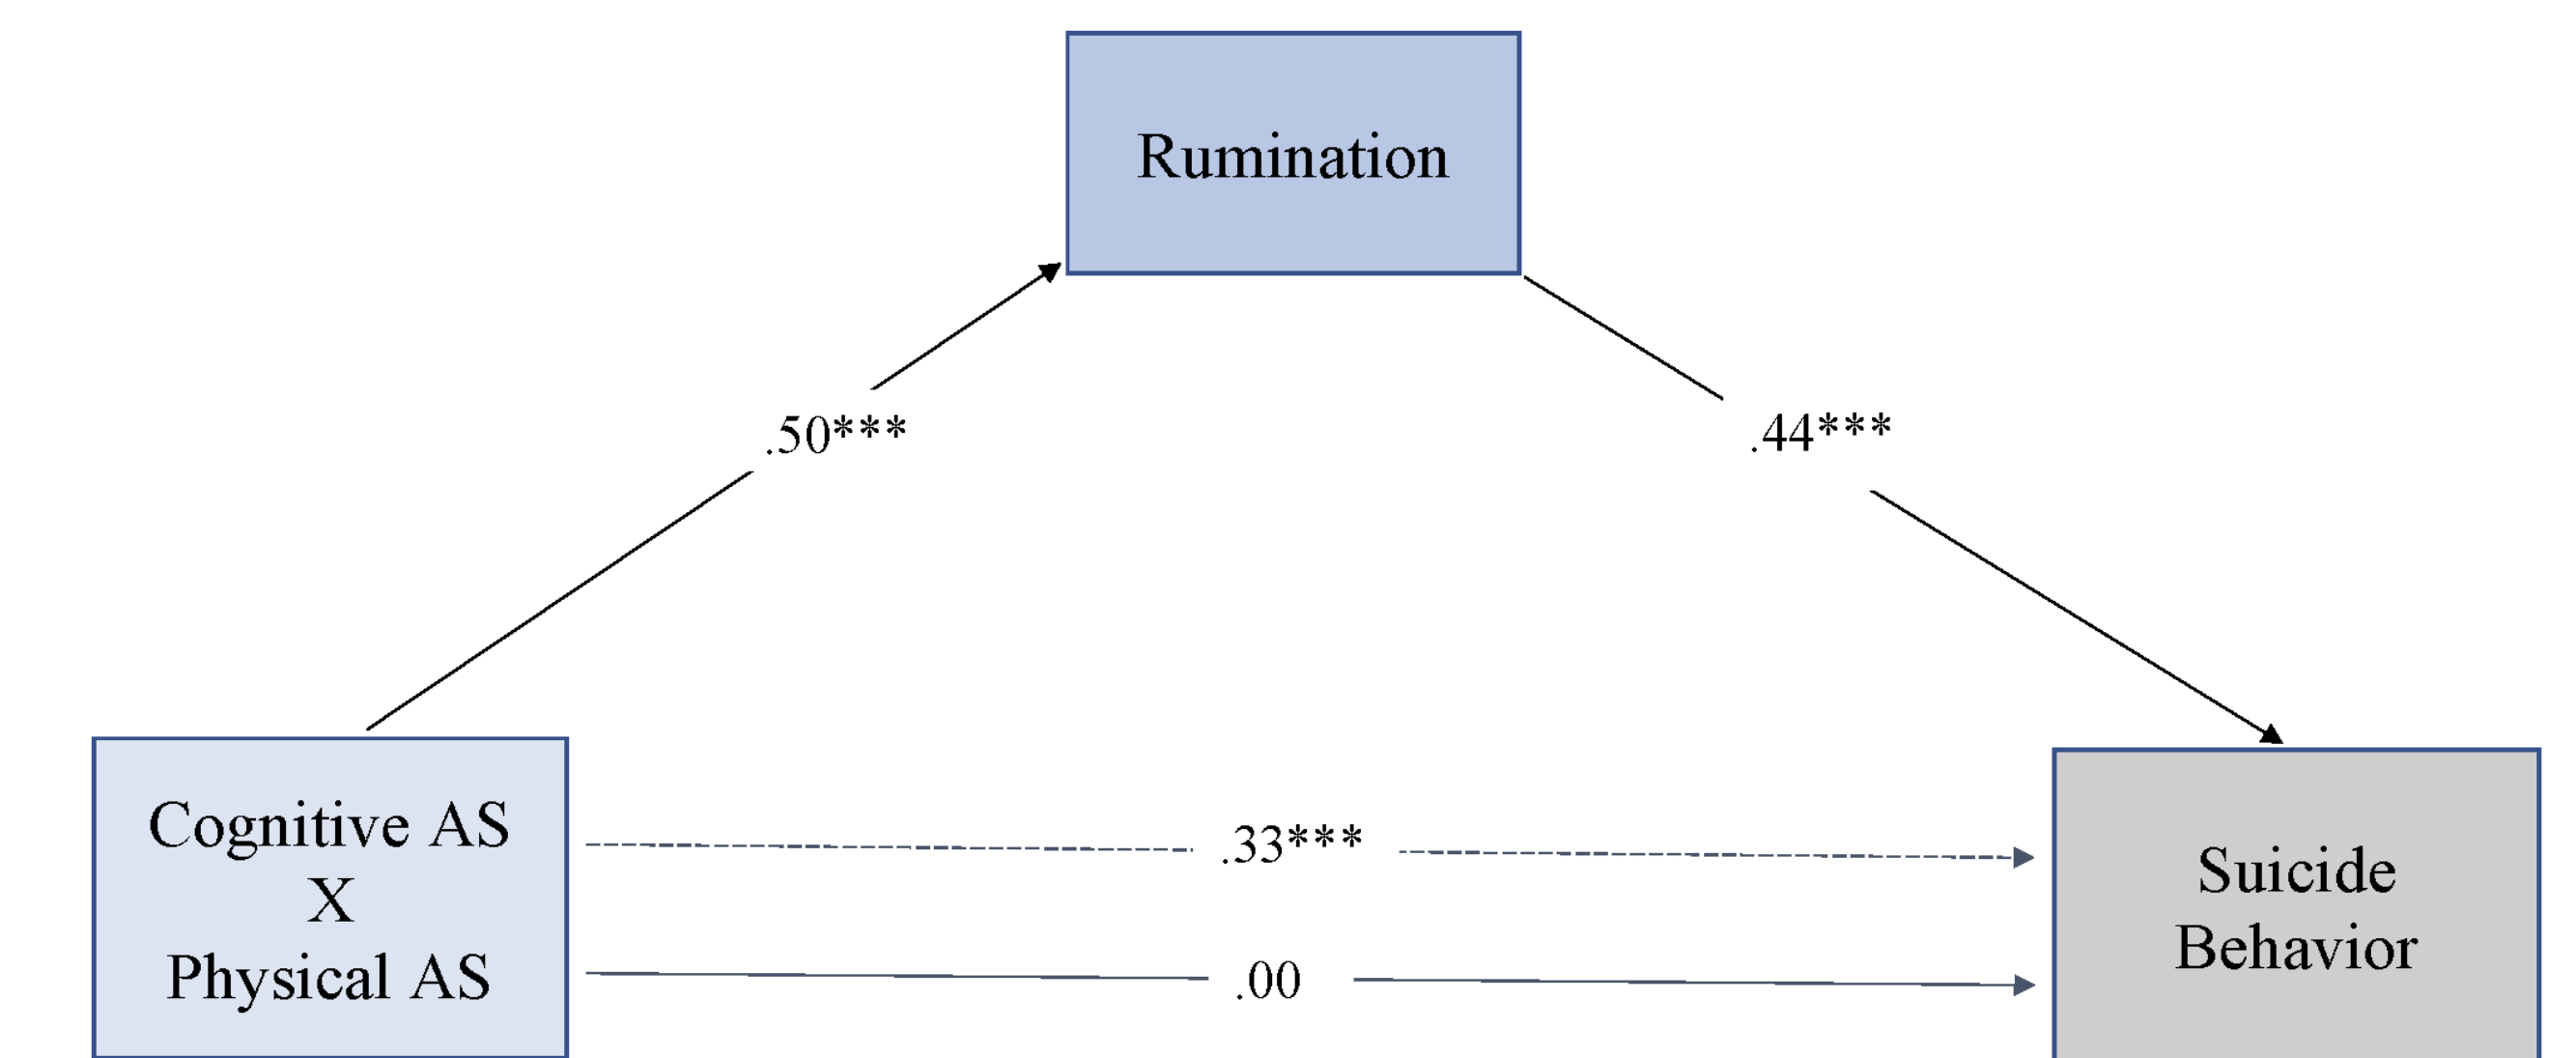 Rumination
.50***
.44***
Cognitive AS
X
Physical AS
.33***
.00
Suicide
Behavior